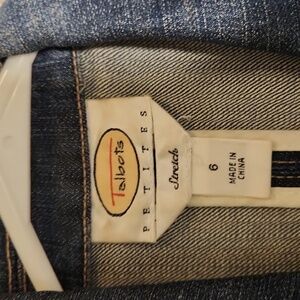 Talbots
PETITES
Stretch
6
MADE IN
CHINA